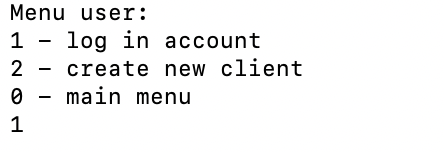 Menu user:
1 – log in account
2 – create new client
0 – main menu
1